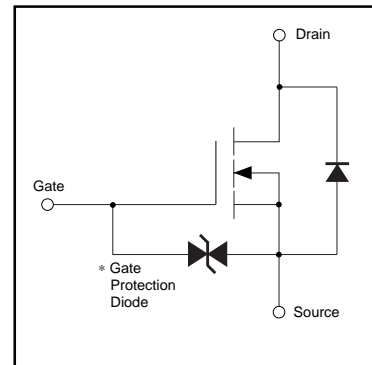 Drain
Gate
* Gate
Protection
Diode
Source